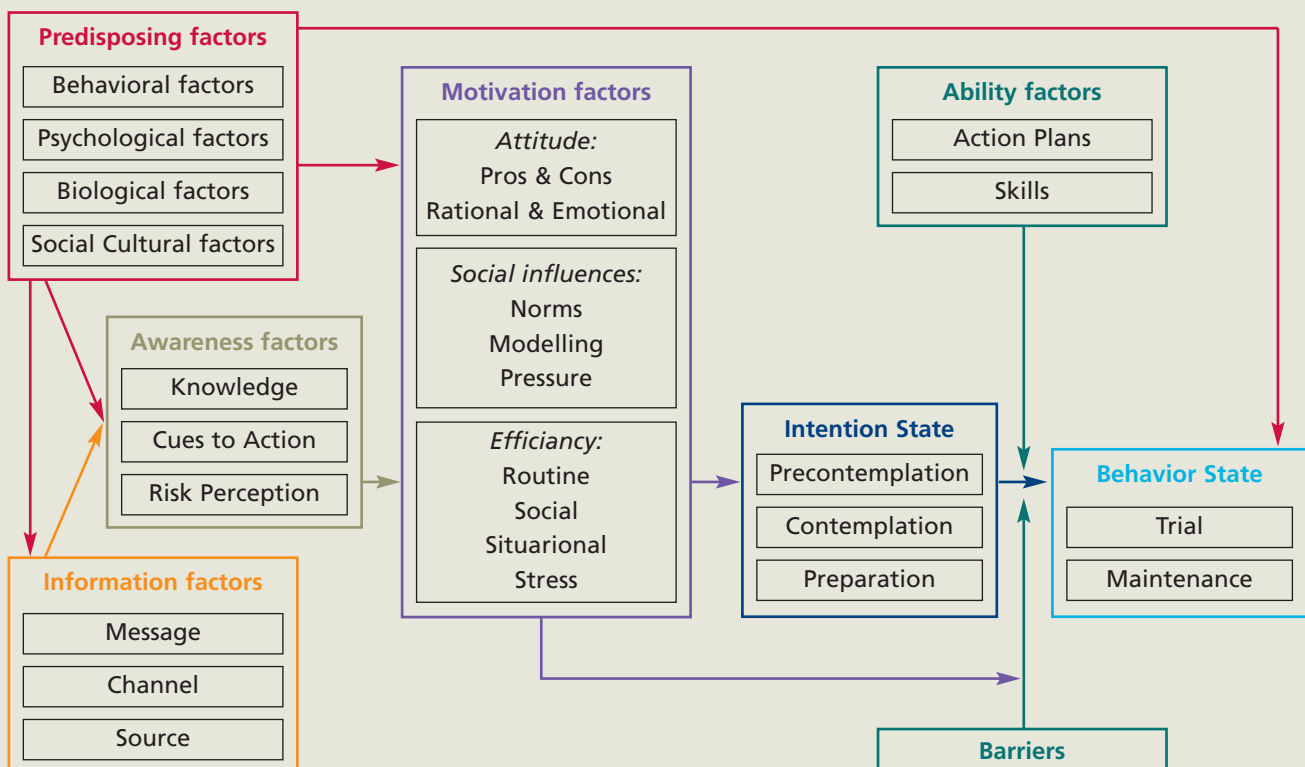 Predisposing factors
Behavioral factors
Psychological factors
Biological factors
Social Cultural factors
Awareness factors
Knowledge
Cues to Action
Risk Perception
Information factors
Message
Channel
Source
Motivation factors
Attitude:
Pros & Cons
Rational & Emotional
Social influences:
Norms
Modelling
Pressure
Efficiancy:
Routine
Social
Situarional
Stress
Intention State
Precontemplation
Contemplation
Preparation
Ability factors
Action Plans
Skills
Behavior State
Trial
Maintenance
Barriers